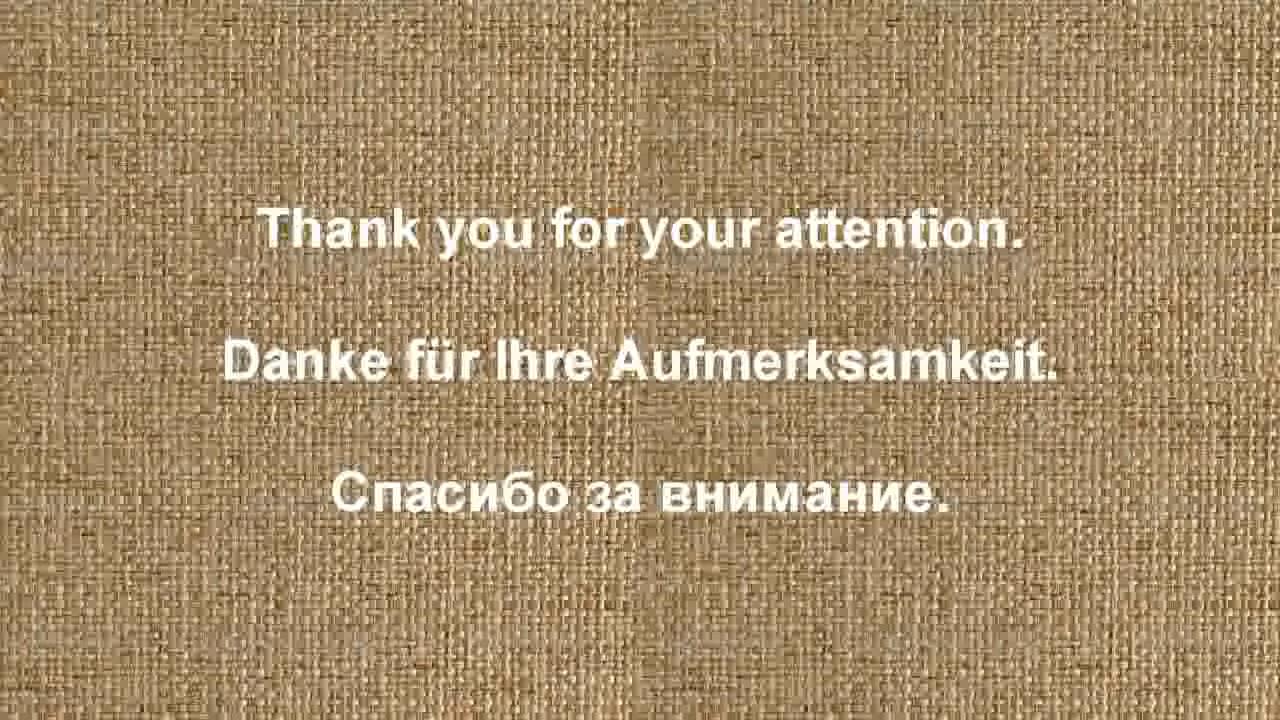 Thank you for your attention.
Danke für Ihre Aufmerksamkeit.
Спасибо за внимание.